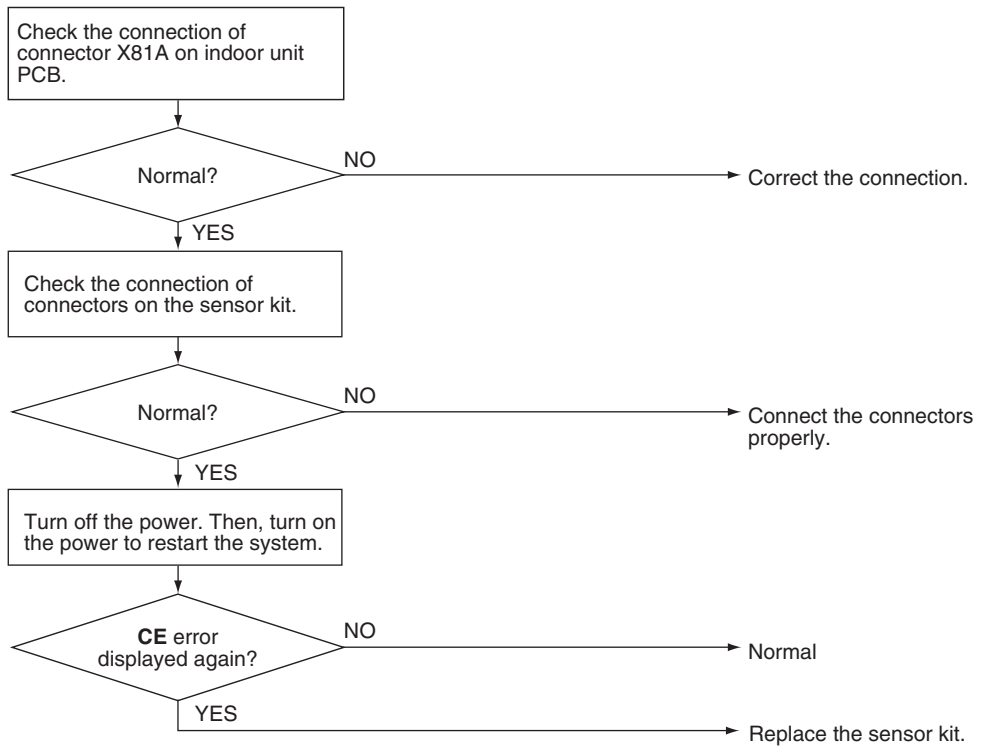 Check the connection of
connector X81A on indoor unit
PCB.
Normal?
NO
Correct the connection.
YES
Check the connection of
connectors on the sensor kit.
Normal?
NO
Connect the connectors
properly.
YES
Turn off the power. Then, turn on
the power to restart the system.
CE error
displayed again?
NO
Normal
YES
Replace the sensor kit.